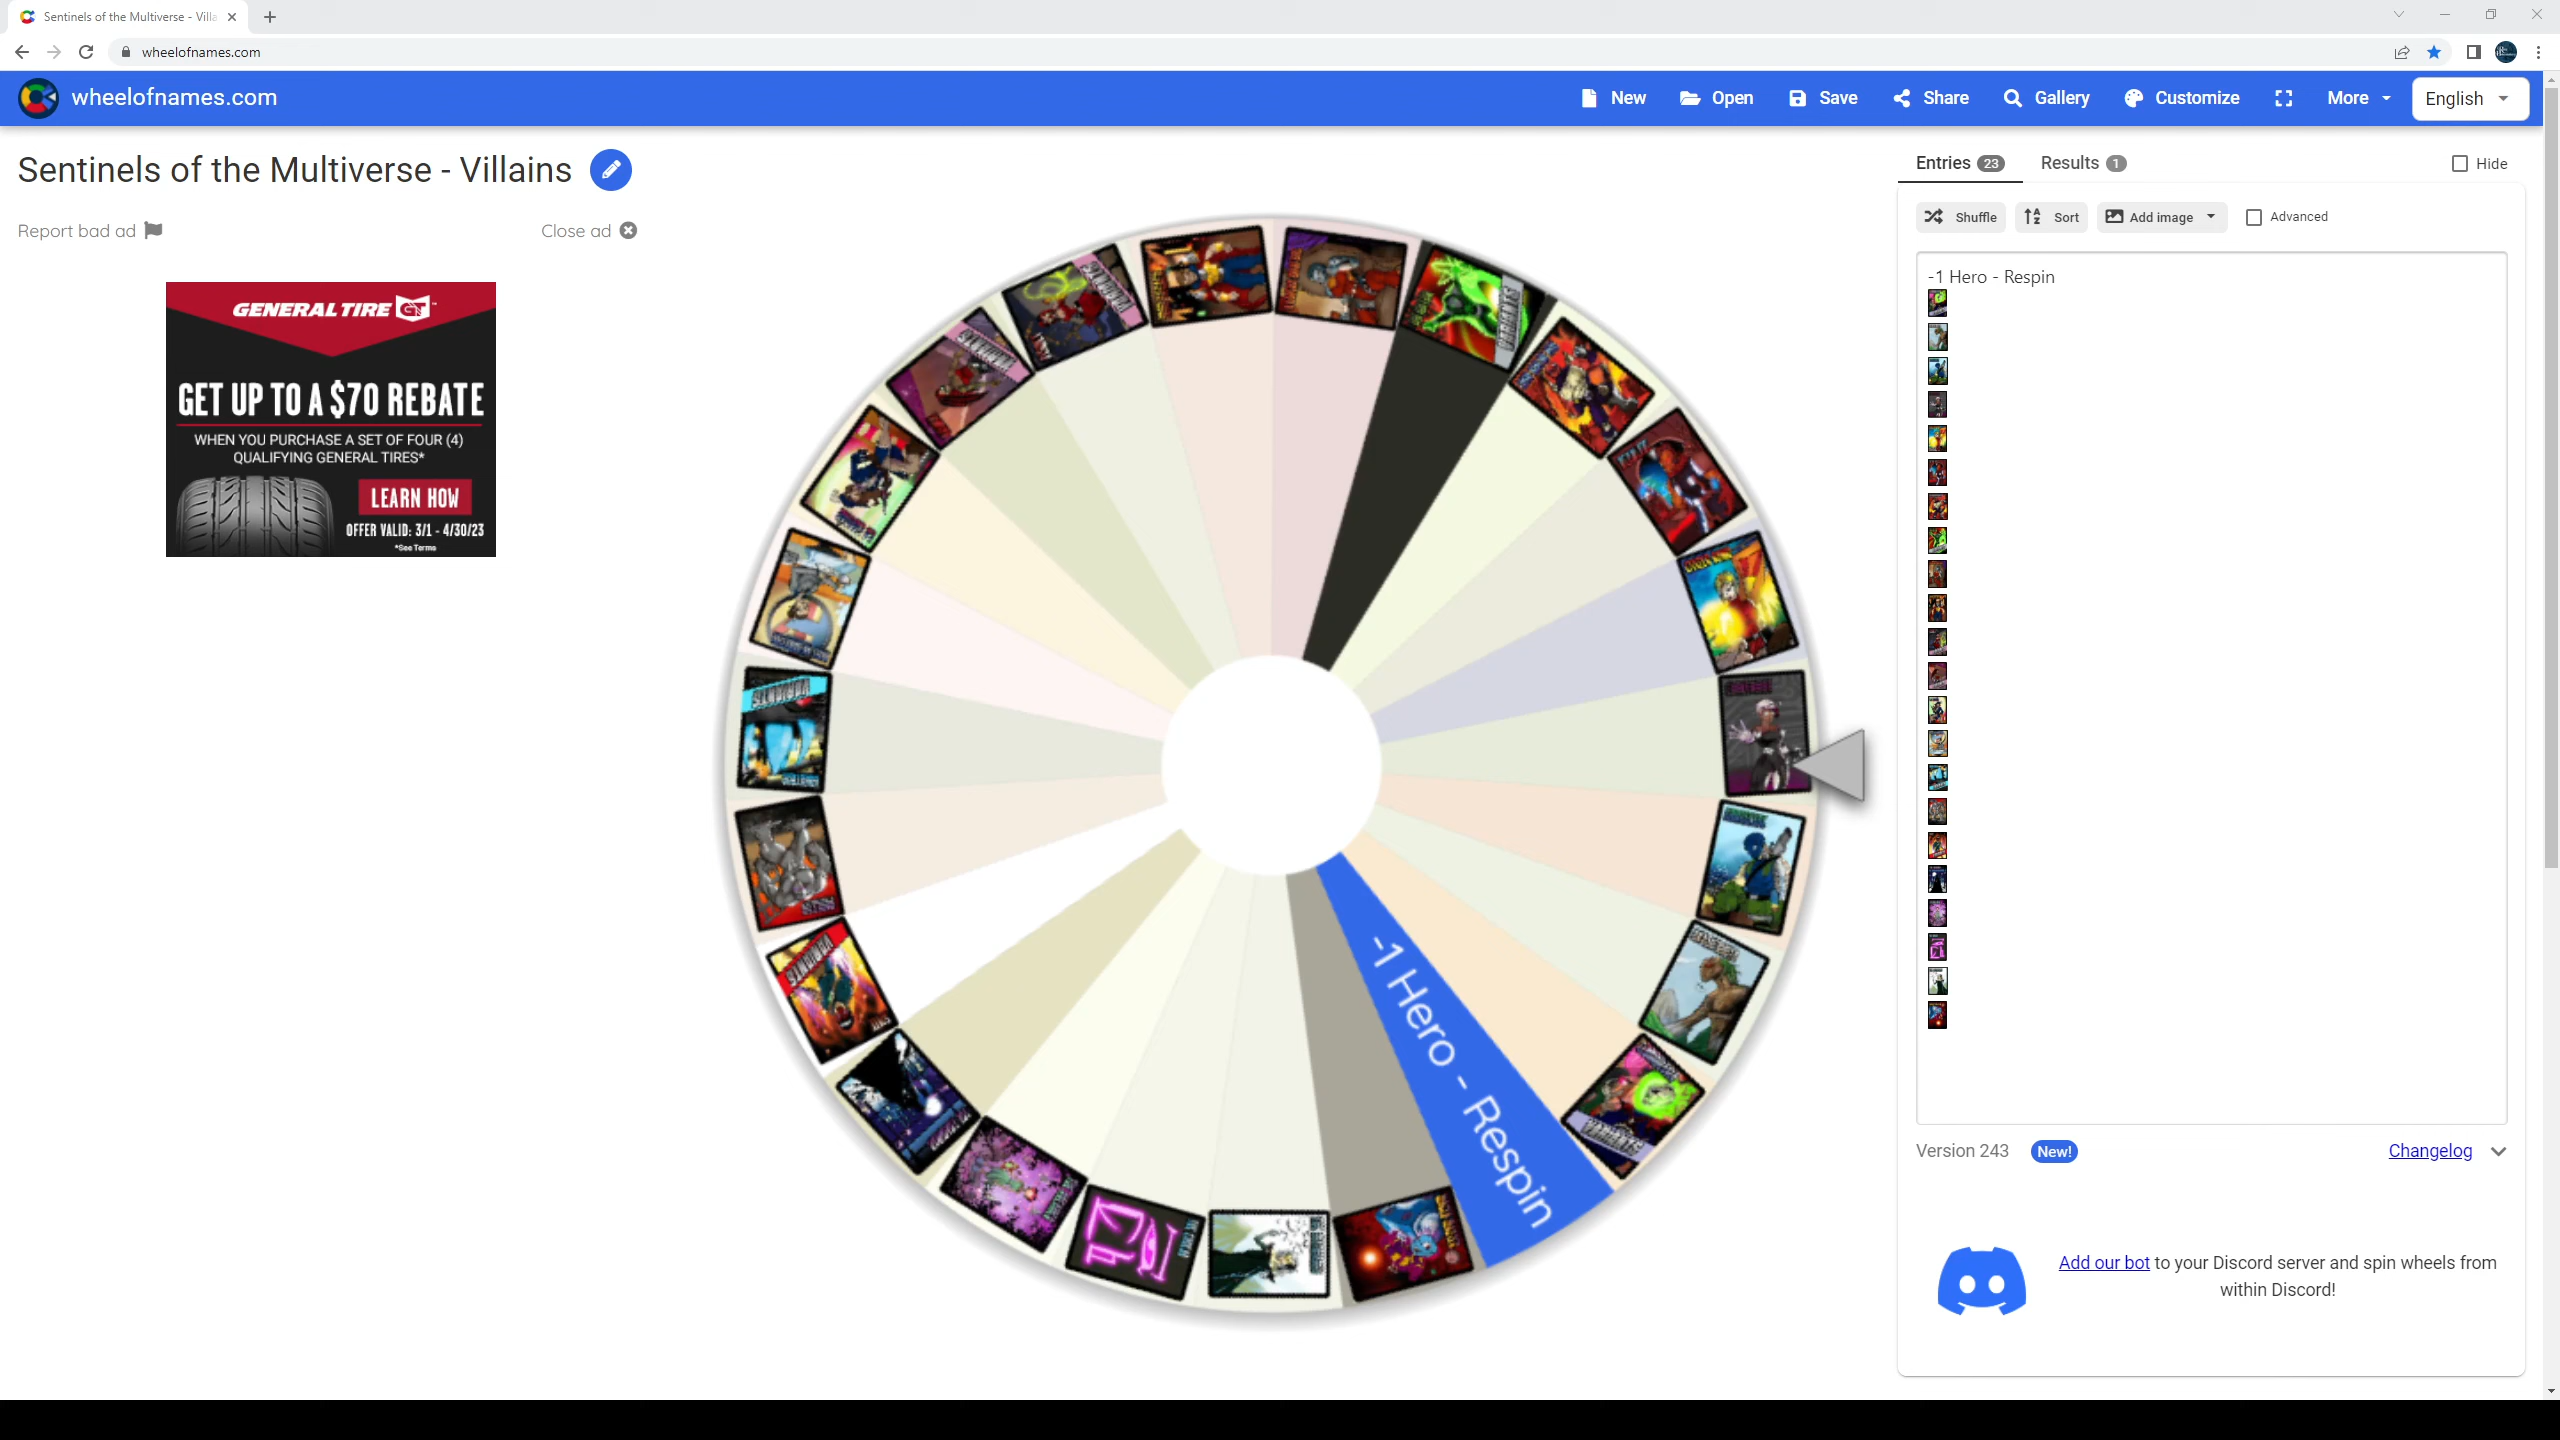 Sentinels of the Multiverse - Villa
wheelofnames.com
wheelofnames.com
New
Open
Save
Share
Gallery
Customize
More
English
Sentinels of the Multiverse - Villains
Report bad ad
Close ad
GENERAL TIRE
GET UP TO A $70 REBATE
WHEN YOU PURCHASE A SET OF FOUR (4)
QUALIFYING GENERAL TIRES*
LEARN HOW
OFFER VALID: 3/1 - 4/30/23
*See Terms
-1 Hero - Respin
Entries 23
Results 1
Hide
Shuffle
Sort
Add image
Advanced
-1 Hero - Respin
Version 243
New!
Changelog
Add our bot to your Discord server and spin wheels from
within Discord!